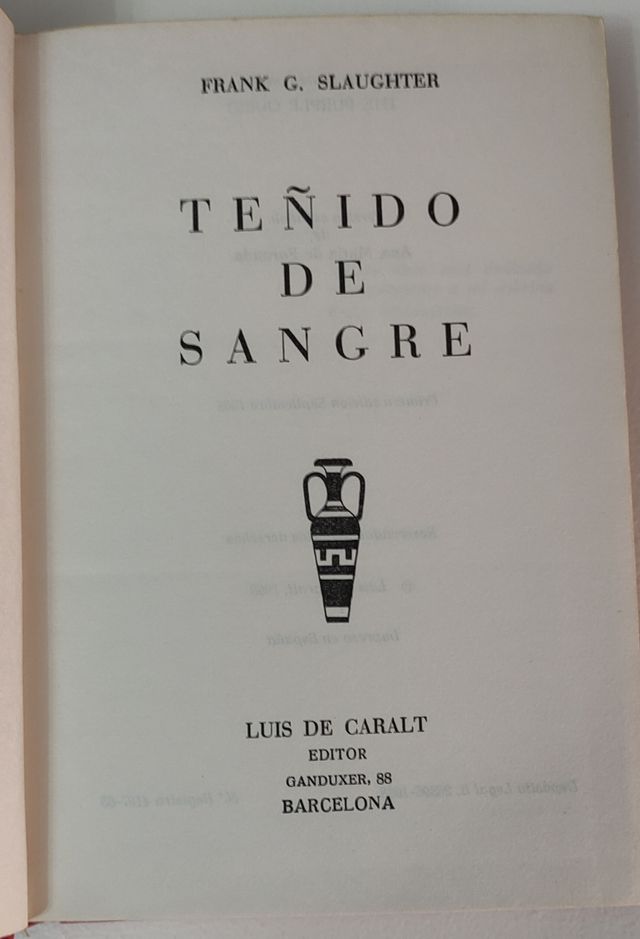 FRANK G. SLAUGHTER
TEÑIDO
DE
SANGRE
LUIS DE CARALT
EDITOR
GANDUXER, 88
BARCELONA